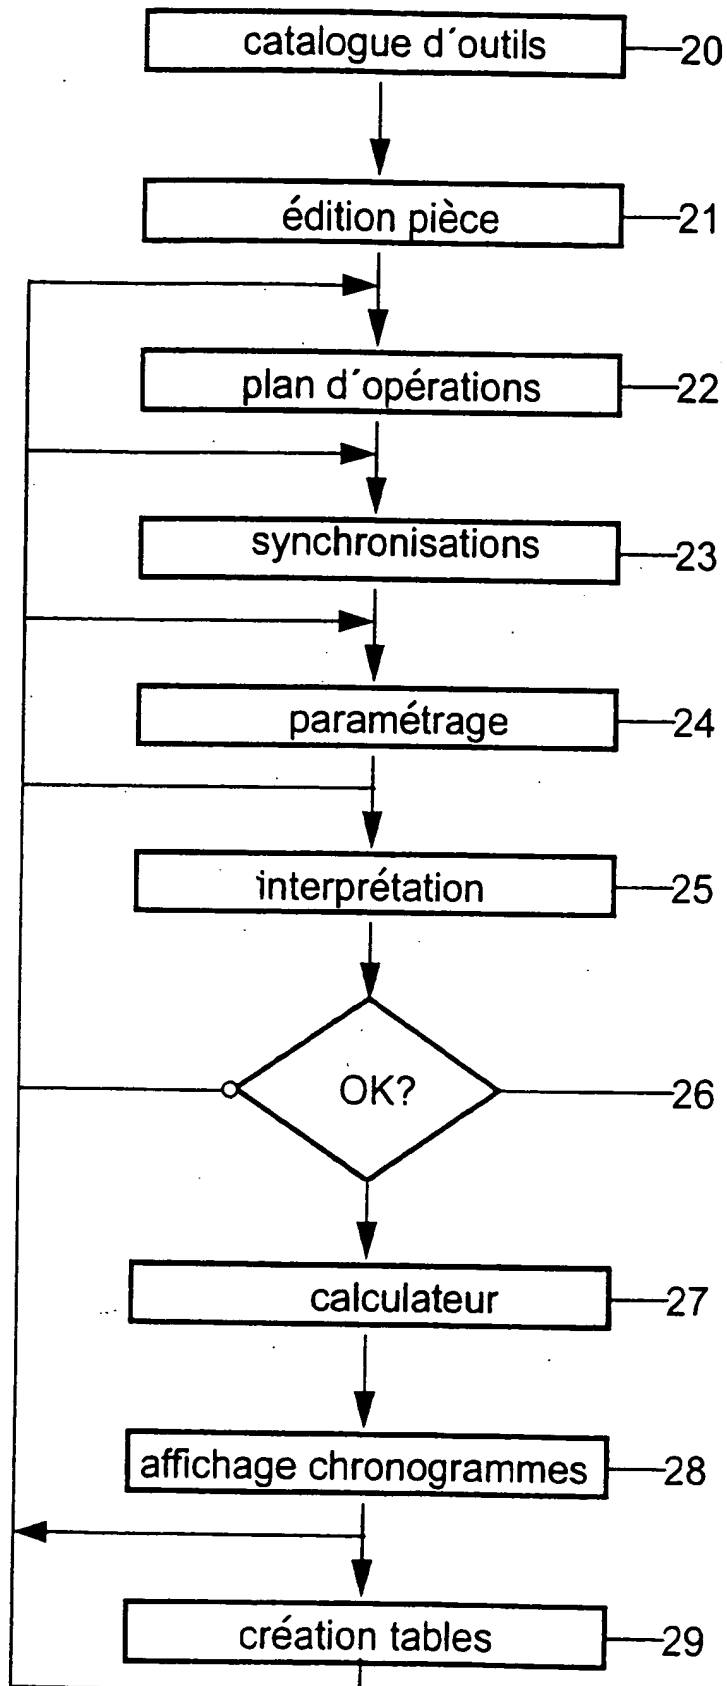 catalogue d´outils 20
édition pièce 21
plan d´opérations 22
synchronisations 23
paramétrage 24
interprétation 25
OK? 26
calculateur 27
affichage chronogrammes 28
création tables 29